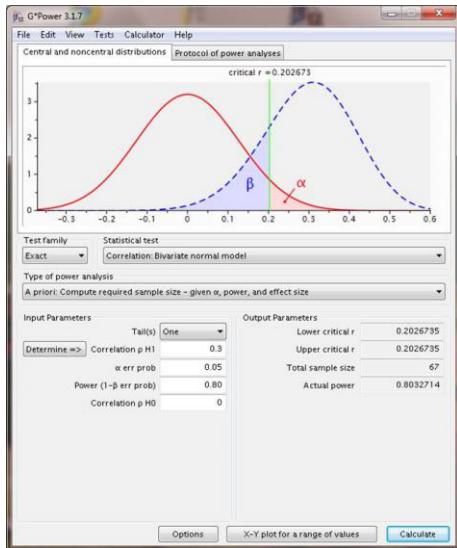 G*Power 3.1.7
File Edit View Tests Calculator Help
Central and noncentral distributions Protocol of power analyses
critical r = 0.202673
3
2
1
0
β
α
-0.3 -0.2 -0.1 0 0.1 0.2 0.3 0.4 0.5 0.6
Test family Statistical test
Exact Correlation: Bivariate normal model
Type of power analysis
A priori: Compute required sample size – given α, power, and effect size
Input Parameters Output Parameters
Tail(s) One Lower critical r 0.2026735
Determine => Correlation ρ H1 0.3 Upper critical r 0.2026735
α err prob 0.05 Total sample size 67
Power (1-β err prob) 0.80 Actual power 0.8032714
Correlation ρ H0 0
Options X-Y plot for a range of values Calculate